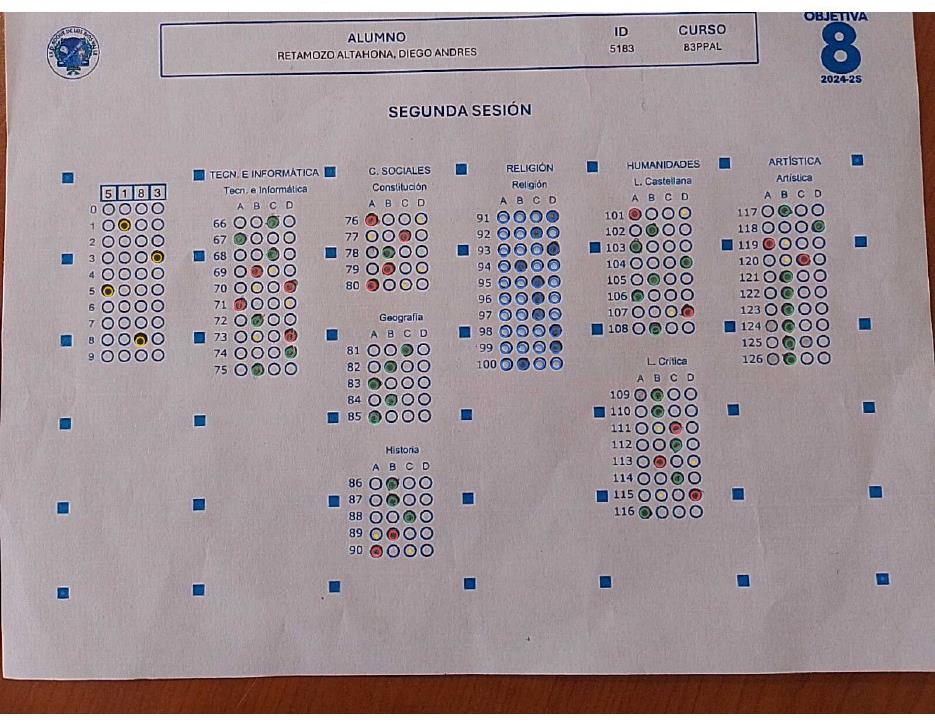 OBJETIVA
8
2024-2S
ALUMNO
RETAMOZO ALTAHONA, DIEGO ANDRES
ID
5183
CURSO
83PPAL
SEGUNDA SESIÓN
5 1 8 3
0
1
2
3
4
5
6
7
8
9
TECN. E INFORMÁTICA
Tecn. e Informática
A B C D
66
67
68
69
70
71
72
73
74
75
C. SOCIALES
Constitución
A B C D
76
77
78
79
80
Geografía
A B C D
81
82
83
84
85
Historia
A B C D
86
87
88
89
90
RELIGIÓN
Religión
A B C D
91
92
93
94
95
96
97
98
99
100
HUMANIDADES
L. Castellana
A B C D
101
102
103
104
105
106
107
108
L. Crítica
A B C D
109
110
111
112
113
114
115
116
ARTÍSTICA
Artística
A B C D
117
118
119
120
121
122
123
124
125
126